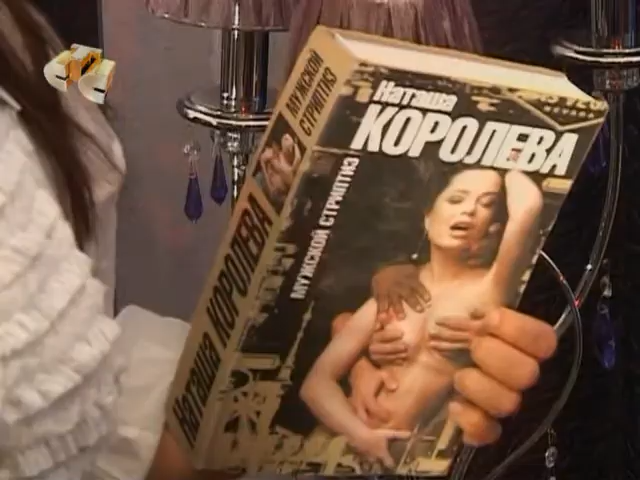 Наташа
КОРОЛЕВА
МУЖСКОЙ СТРИПТИЗ
МУЖСКОЙ
СТРИПТИЗ
Наташа КОРОЛЕВА
СТС